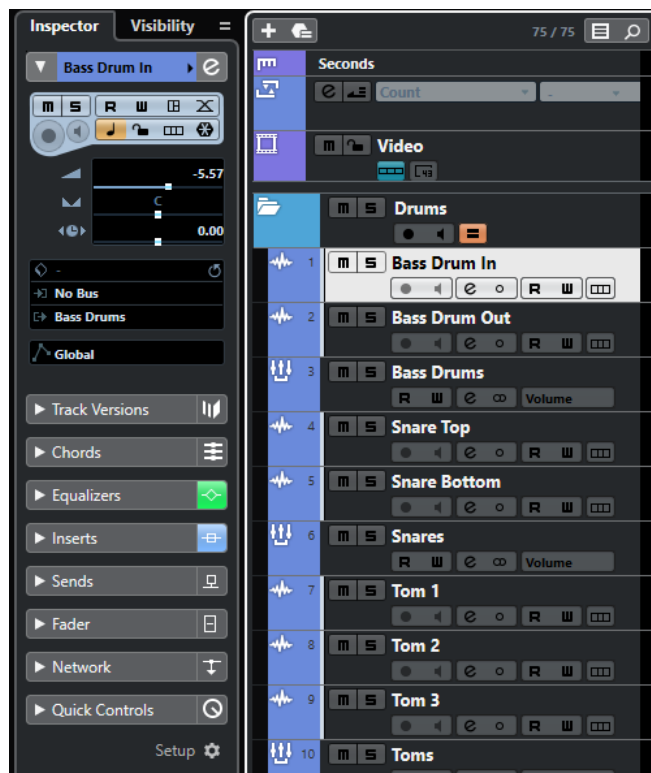 Inspector
Visibility
75 / 75
Bass Drum In
e
m S R W
-5.57
C
0.00
-
No Bus
Bass Drums
Global
Track Versions
Chords
Equalizers
Inserts
Sends
Fader
Network
Quick Controls
Setup
Seconds
e Count -
m Video
43
m S Drums
1 m S Bass Drum In
e R W
2 m S Bass Drum Out
e R W
3 m S Bass Drums
R W e Volume
4 m S Snare Top
e R W
5 m S Snare Bottom
e R W
6 m S Snares
R W e Volume
7 m S Tom 1
e R W
8 m S Tom 2
e R W
9 m S Tom 3
e R W
10 m S Toms